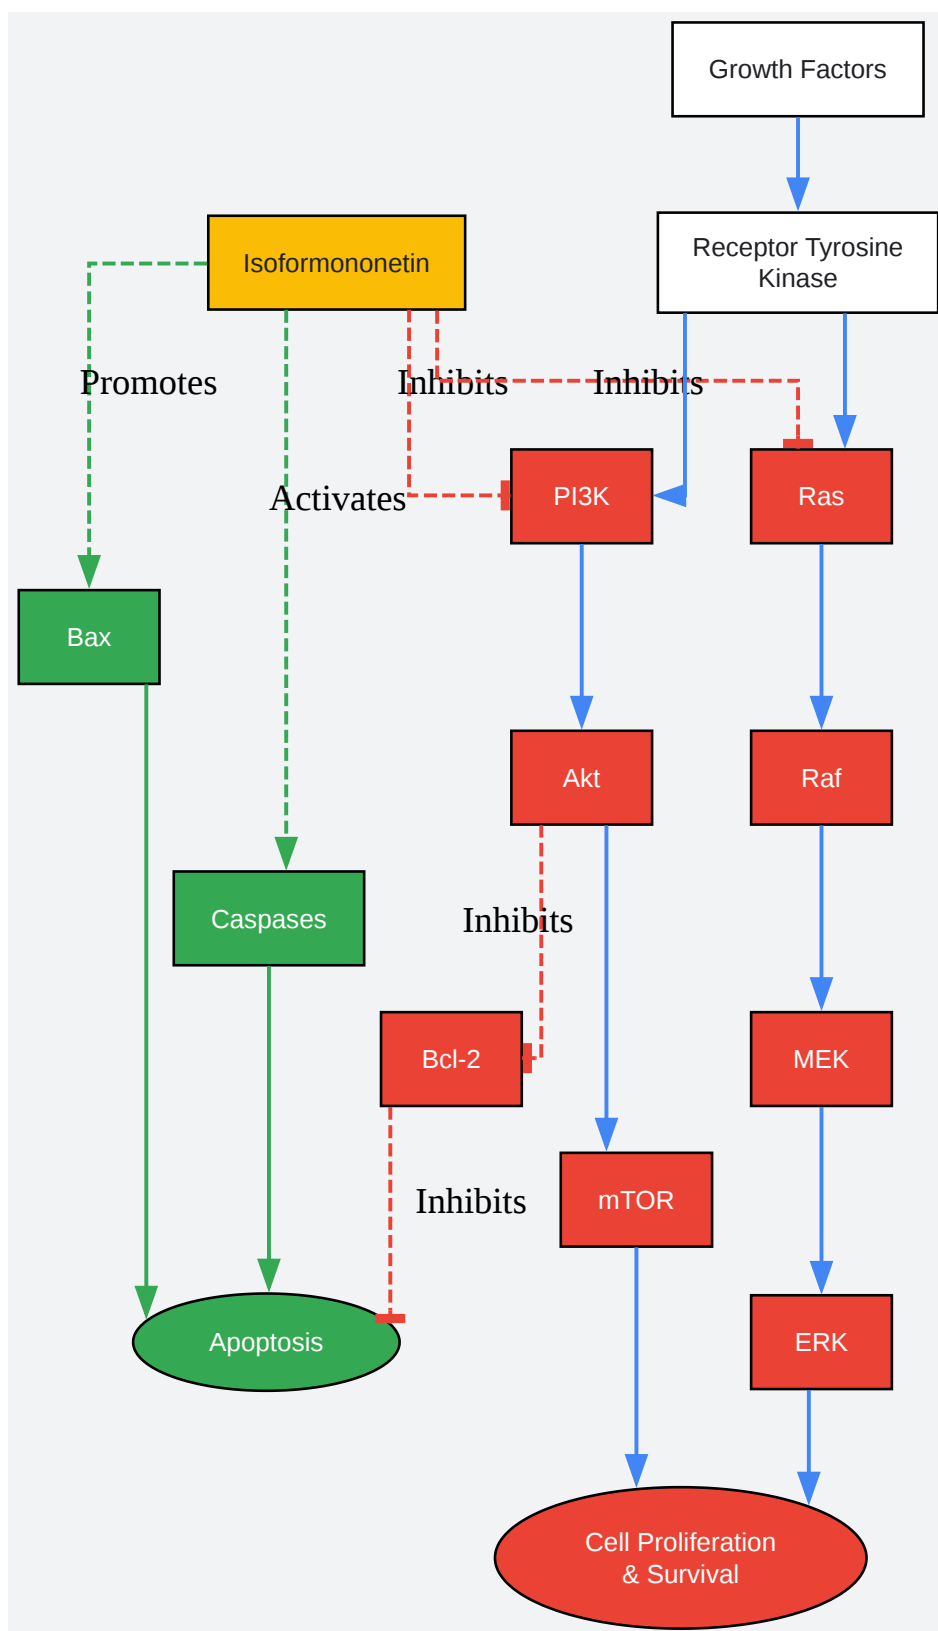 Growth Factors
Receptor Tyrosine
Kinase
Isoformononetin
Promotes
Inhibits
Inhibits
Activates
PI3K
Ras
Bax
Akt
Raf
Caspases
Inhibits
Bcl-2
MEK
Inhibits
mTOR
Apoptosis
ERK
Cell Proliferation
& Survival